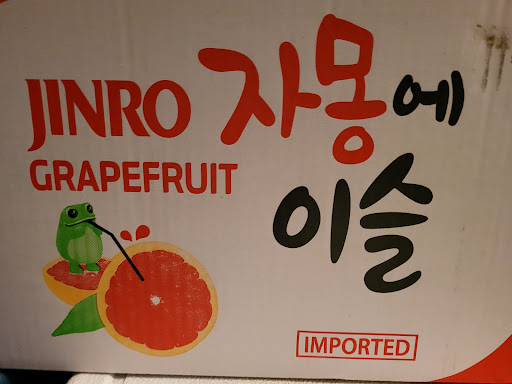 JINRO 자몽에
GRAPEFRUIT
이슬
IMPORTED